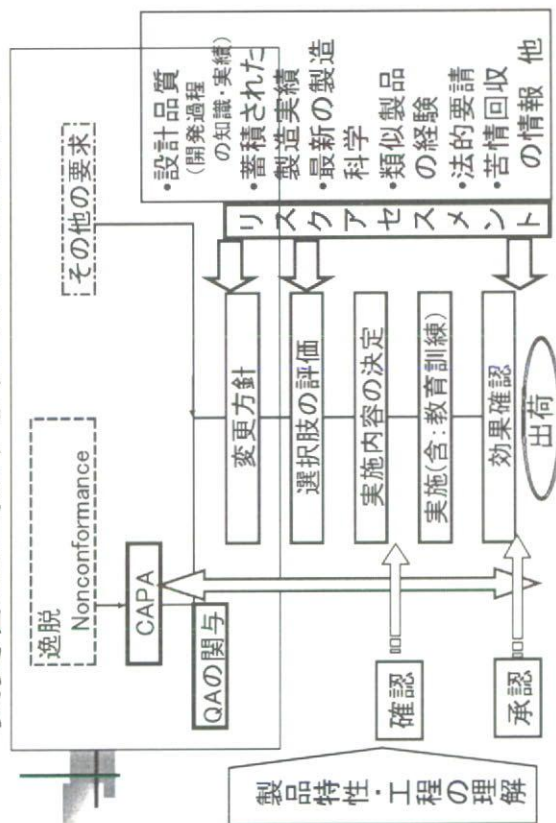 逸脱
Nonconformance
その他の要求
CAPA
QAの関与
変更方針
選択肢の評価
実施内容の決定
実施(含:教育訓練)
効果確認
出荷
確認
承認
製品特性・工程の理解
リスクアセスメント
・設計品質
(開発過程
の知識・実績)
・蓄積された
製造実績
・最新の製造
科学
・類似製品
の経験
・法的要請
・苦情回収
の情報 他